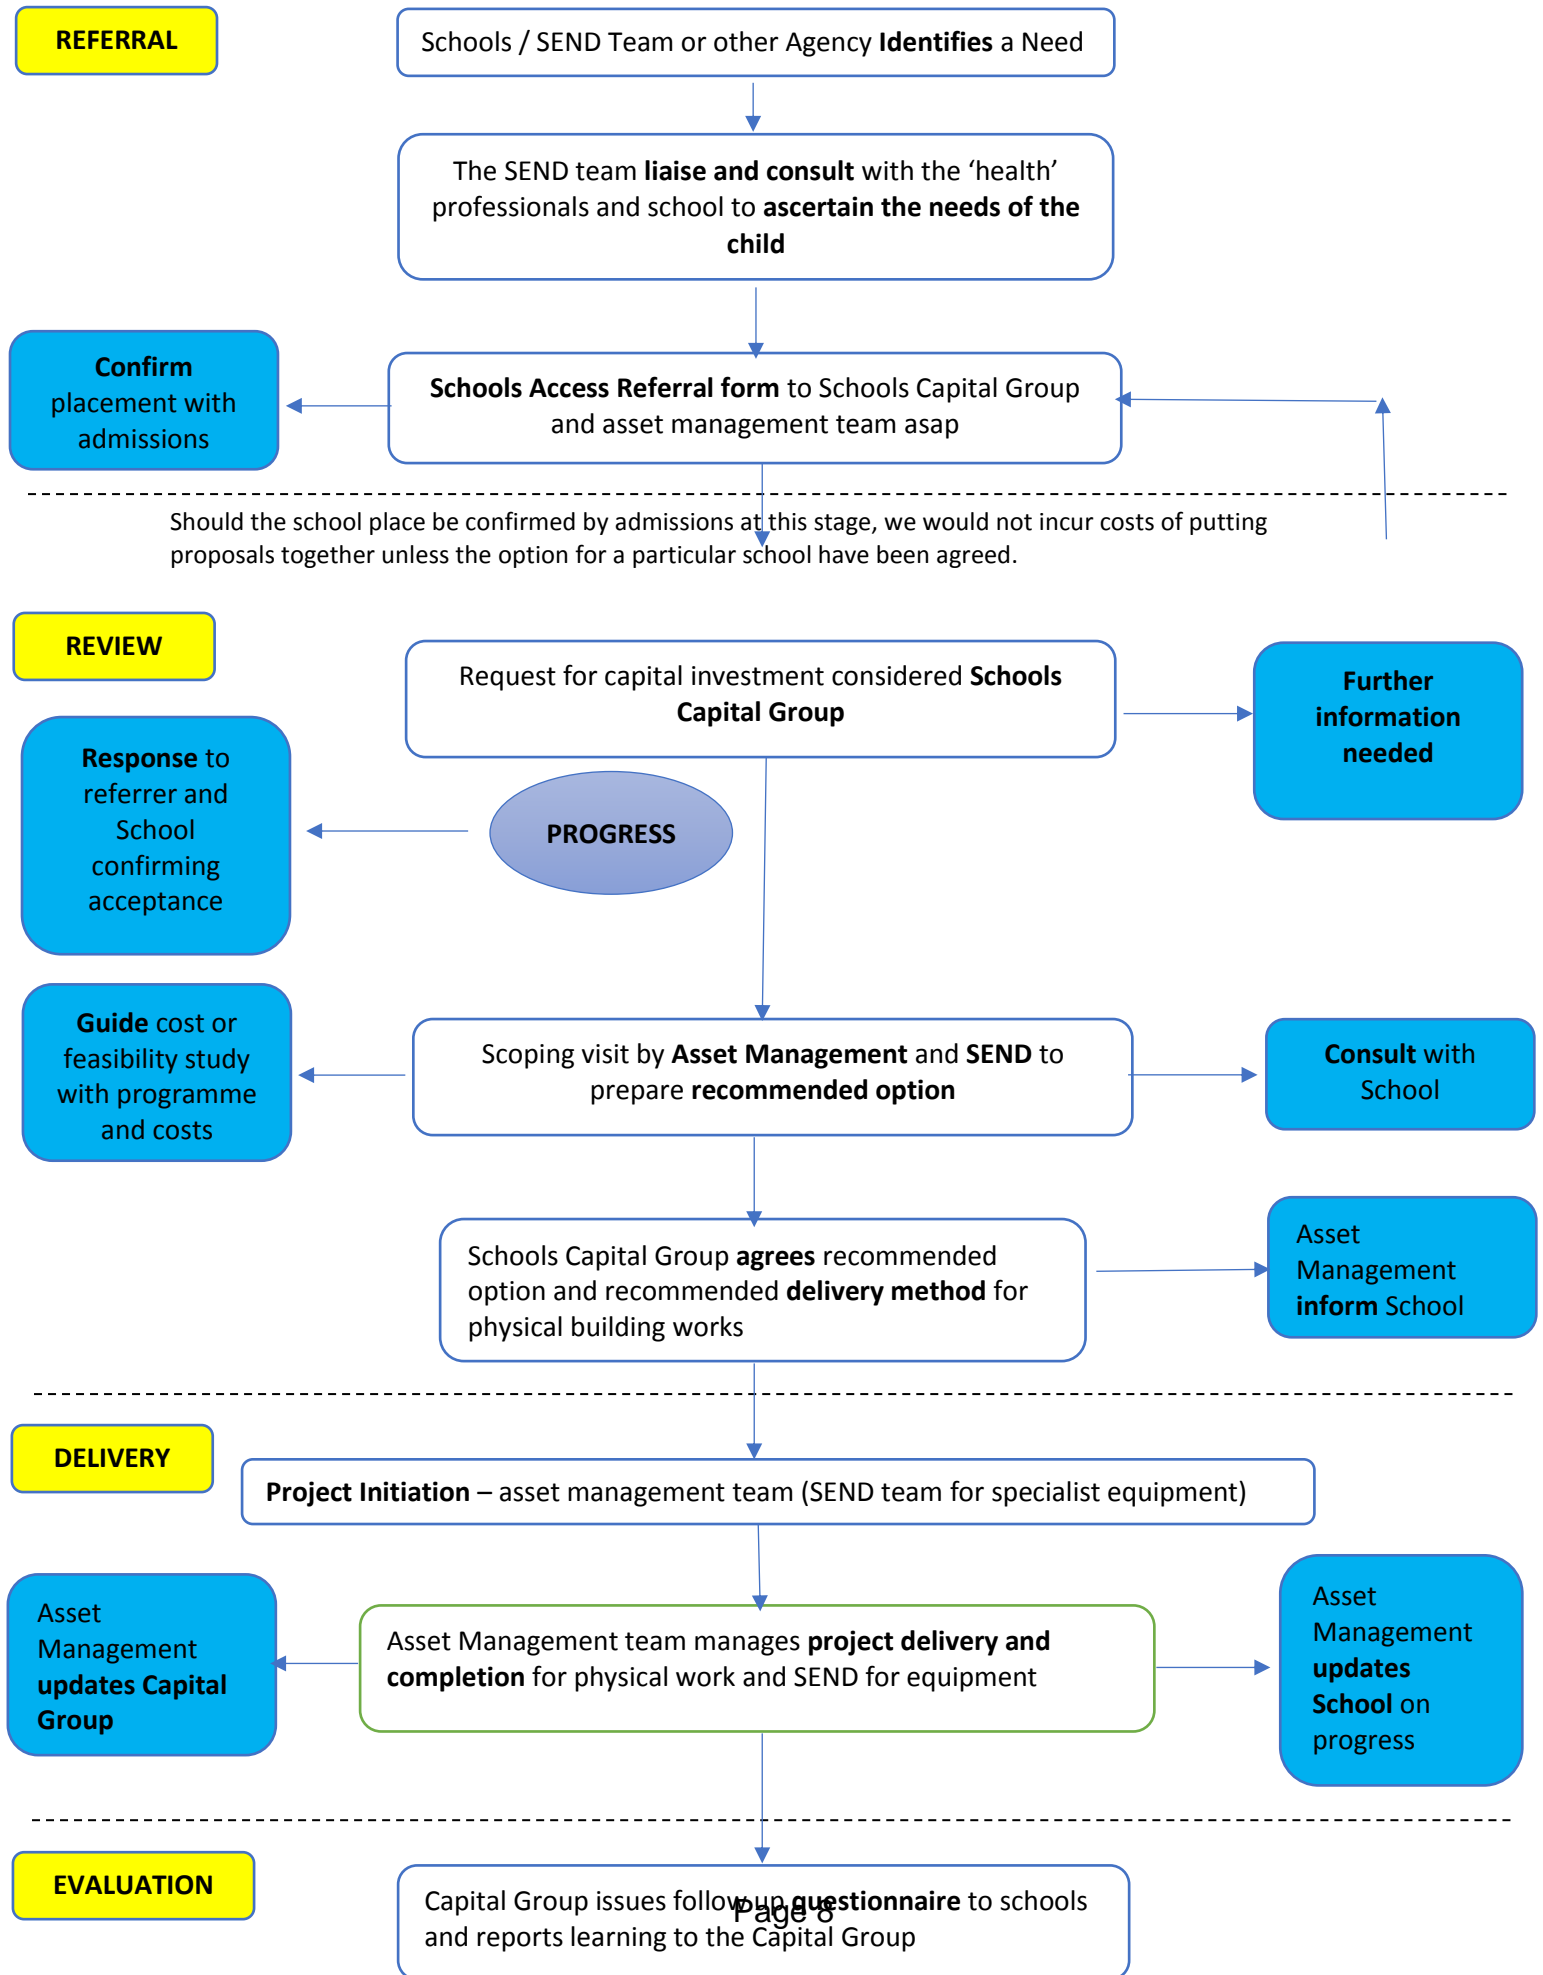 REFERRAL
Schools / SEND Team or other Agency Identifies a Need
The SEND team liaise and consult with the ‘health’
professionals and school to ascertain the needs of the
child
Confirm
placement with
admissions
Schools Access Referral form to Schools Capital Group
and asset management team asap
Should the school place be confirmed by admissions at this stage, we would not incur costs of putting
proposals together unless the option for a particular school have been agreed.
REVIEW
Request for capital investment considered Schools
Capital Group
Further
information
needed
Response to
referrer and
School
confirming
acceptance
PROGRESS
Guide cost or
feasibility study
with programme
and costs
Scoping visit by Asset Management and SEND to
prepare recommended option
Consult with
School
Schools Capital Group agrees recommended
option and recommended delivery method for
physical building works
Asset
Management
inform School
DELIVERY
Project Initiation – asset management team (SEND team for specialist equipment)
Asset
Management
updates Capital
Group
Asset Management team manages project delivery and
completion for physical work and SEND for equipment
Asset
Management
updates
School on
progress
EVALUATION
Capital Group issues follow up questionnaire to schools
and reports learning to the Capital Group
Page 8